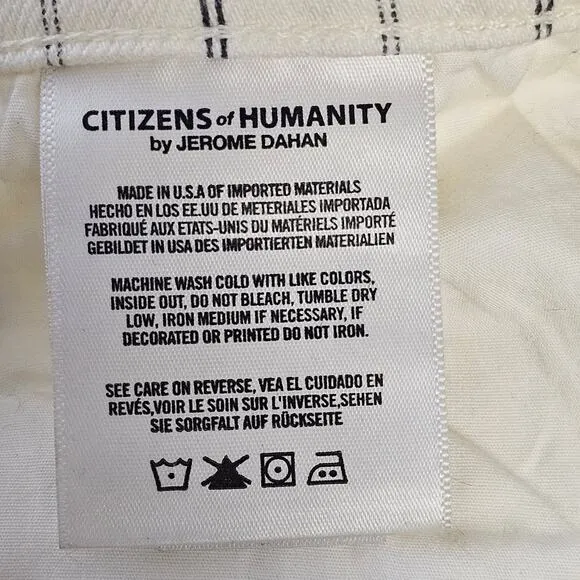 CITIZENS of HUMANITY
by JEROME DAHAN
MADE IN U.S.A OF IMPORTED MATERIALS
HECHO EN LOS EE.UU DE METERIALES IMPORTADA
FABRIQUÉ AUX ETATS-UNIS DU MATÉRIELS IMPORTÉ
GEBILDET IN USA DES IMPORTIERTEN MATERIALIEN
MACHINE WASH COLD WITH LIKE COLORS,
INSIDE OUT, DO NOT BLEACH, TUMBLE DRY
LOW, IRON MEDIUM IF NECESSARY, IF
DECORATED OR PRINTED DO NOT IRON.
SEE CARE ON REVERSE, VEA EL CUIDADO EN
REVÉS,VOIR LE SOIN SUR L'INVERSE,SEHEN
SIE SORGFALT AUF RÜCKSEITE